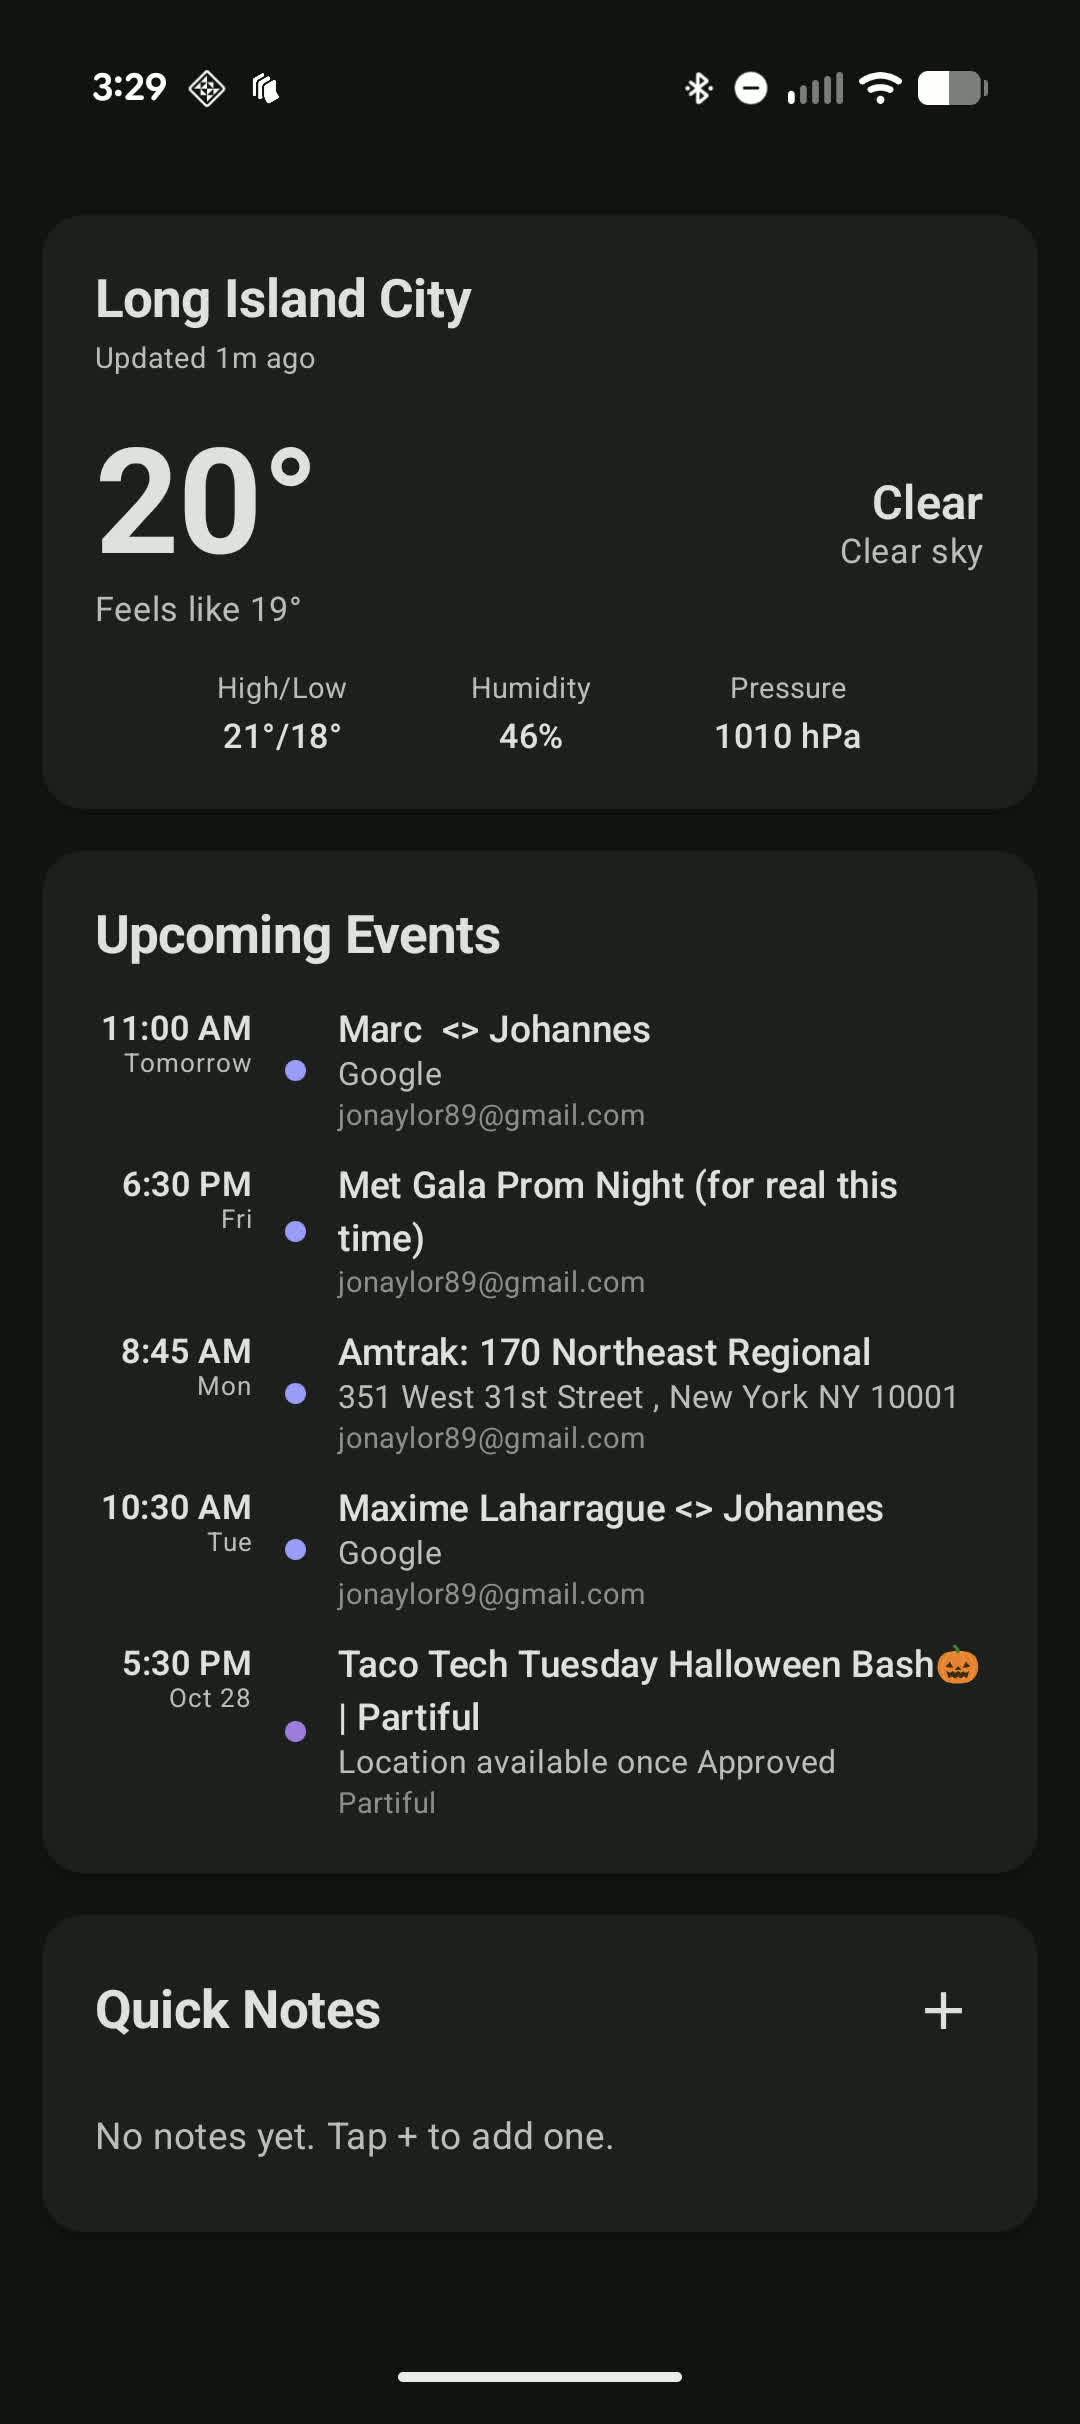 3:29
Long Island City
Updated 1m ago
20°
Clear
Clear sky
Feels like 19°
High/Low Humidity Pressure
21°/18° 46% 1010 hPa
Upcoming Events
11:00 AM Marc  <> Johannes
Tomorrow
Google
jonaylor89@gmail.com
6:30 PM Met Gala Prom Night (for real this
Fri
time)
jonaylor89@gmail.com
8:45 AM Amtrak: 170 Northeast Regional
Mon
351 West 31st Street , New York NY 10001
jonaylor89@gmail.com
10:30 AM Maxime Laharrague <> Johannes
Tue
Google
jonaylor89@gmail.com
5:30 PM Taco Tech Tuesday Halloween Bash🎃
Oct 28
| Partiful
Location available once Approved
Partiful
Quick Notes +
No notes yet. Tap + to add one.